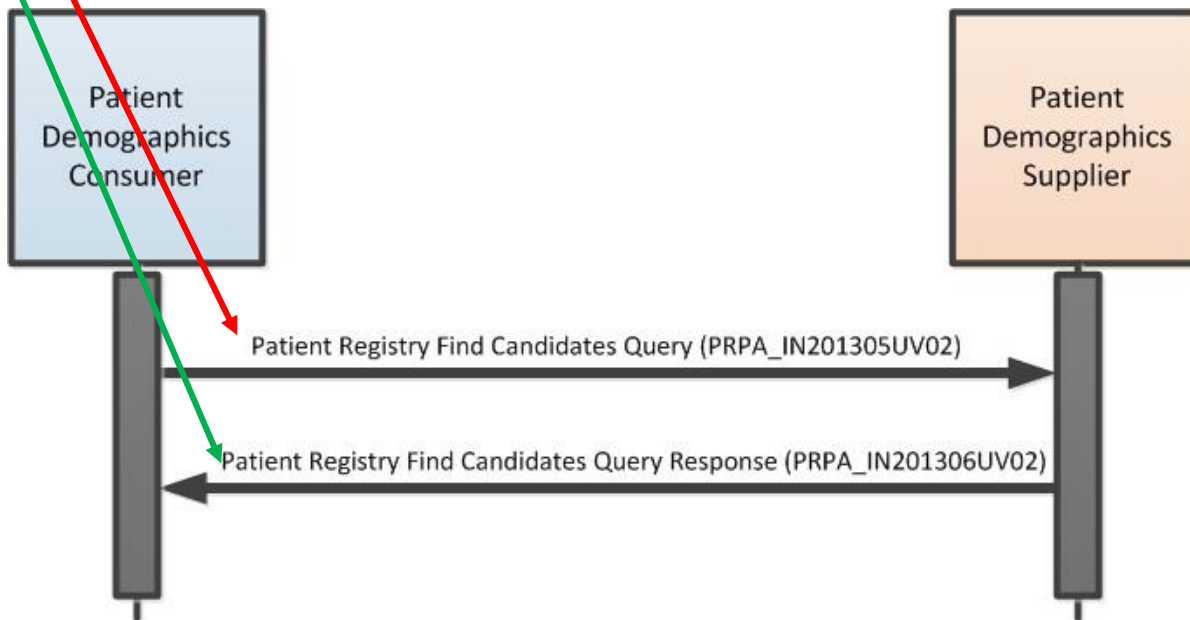 Patient
Demographics
Consumer
Patient
Demographics
Supplier
Patient Registry Find Candidates Query (PRPA_IN201305UV02)
Patient Registry Find Candidates Query Response (PRPA_IN201306UV02)